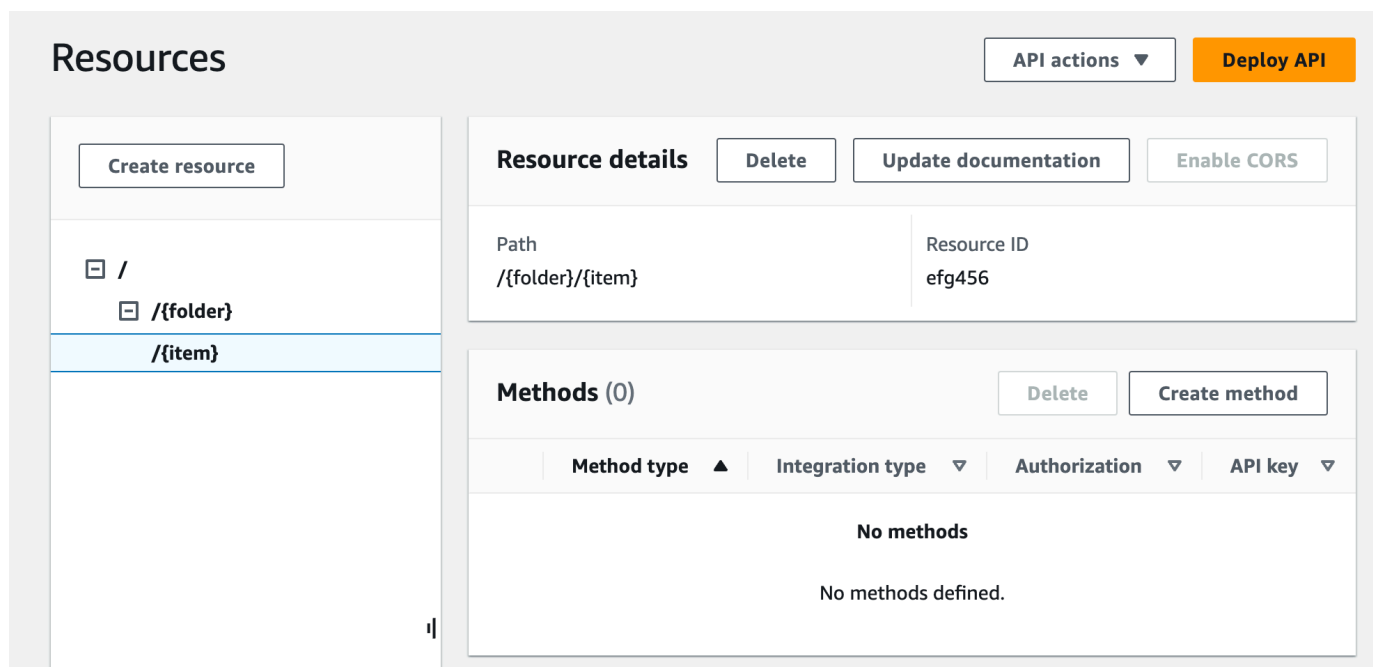 Resources
API actions
Deploy API
Create resource
/
/{folder}
/{item}
Resource details
Delete
Update documentation
Enable CORS
Path
/{folder}/{item}
Resource ID
efg456
Methods (0)
Delete
Create method
Method type
Integration type
Authorization
API key
No methods
No methods defined.